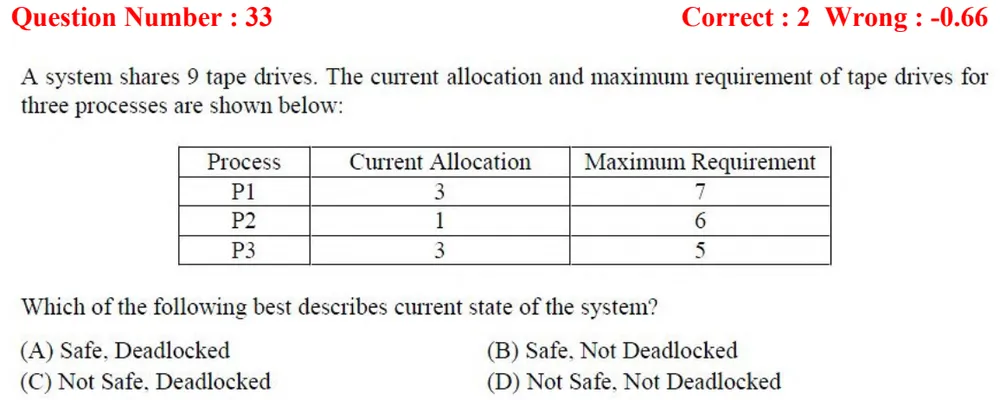 Question Number : 33 Correct : 2 Wrong : -0.66
A system shares 9 tape drives. The current allocation and maximum requirement of tape drives for
three processes are shown below:
Process Current Allocation Maximum Requirement
P1 3 7
P2 1 6
P3 3 5
Which of the following best describes current state of the system?
(A) Safe, Deadlocked (B) Safe, Not Deadlocked
(C) Not Safe, Deadlocked (D) Not Safe, Not Deadlocked